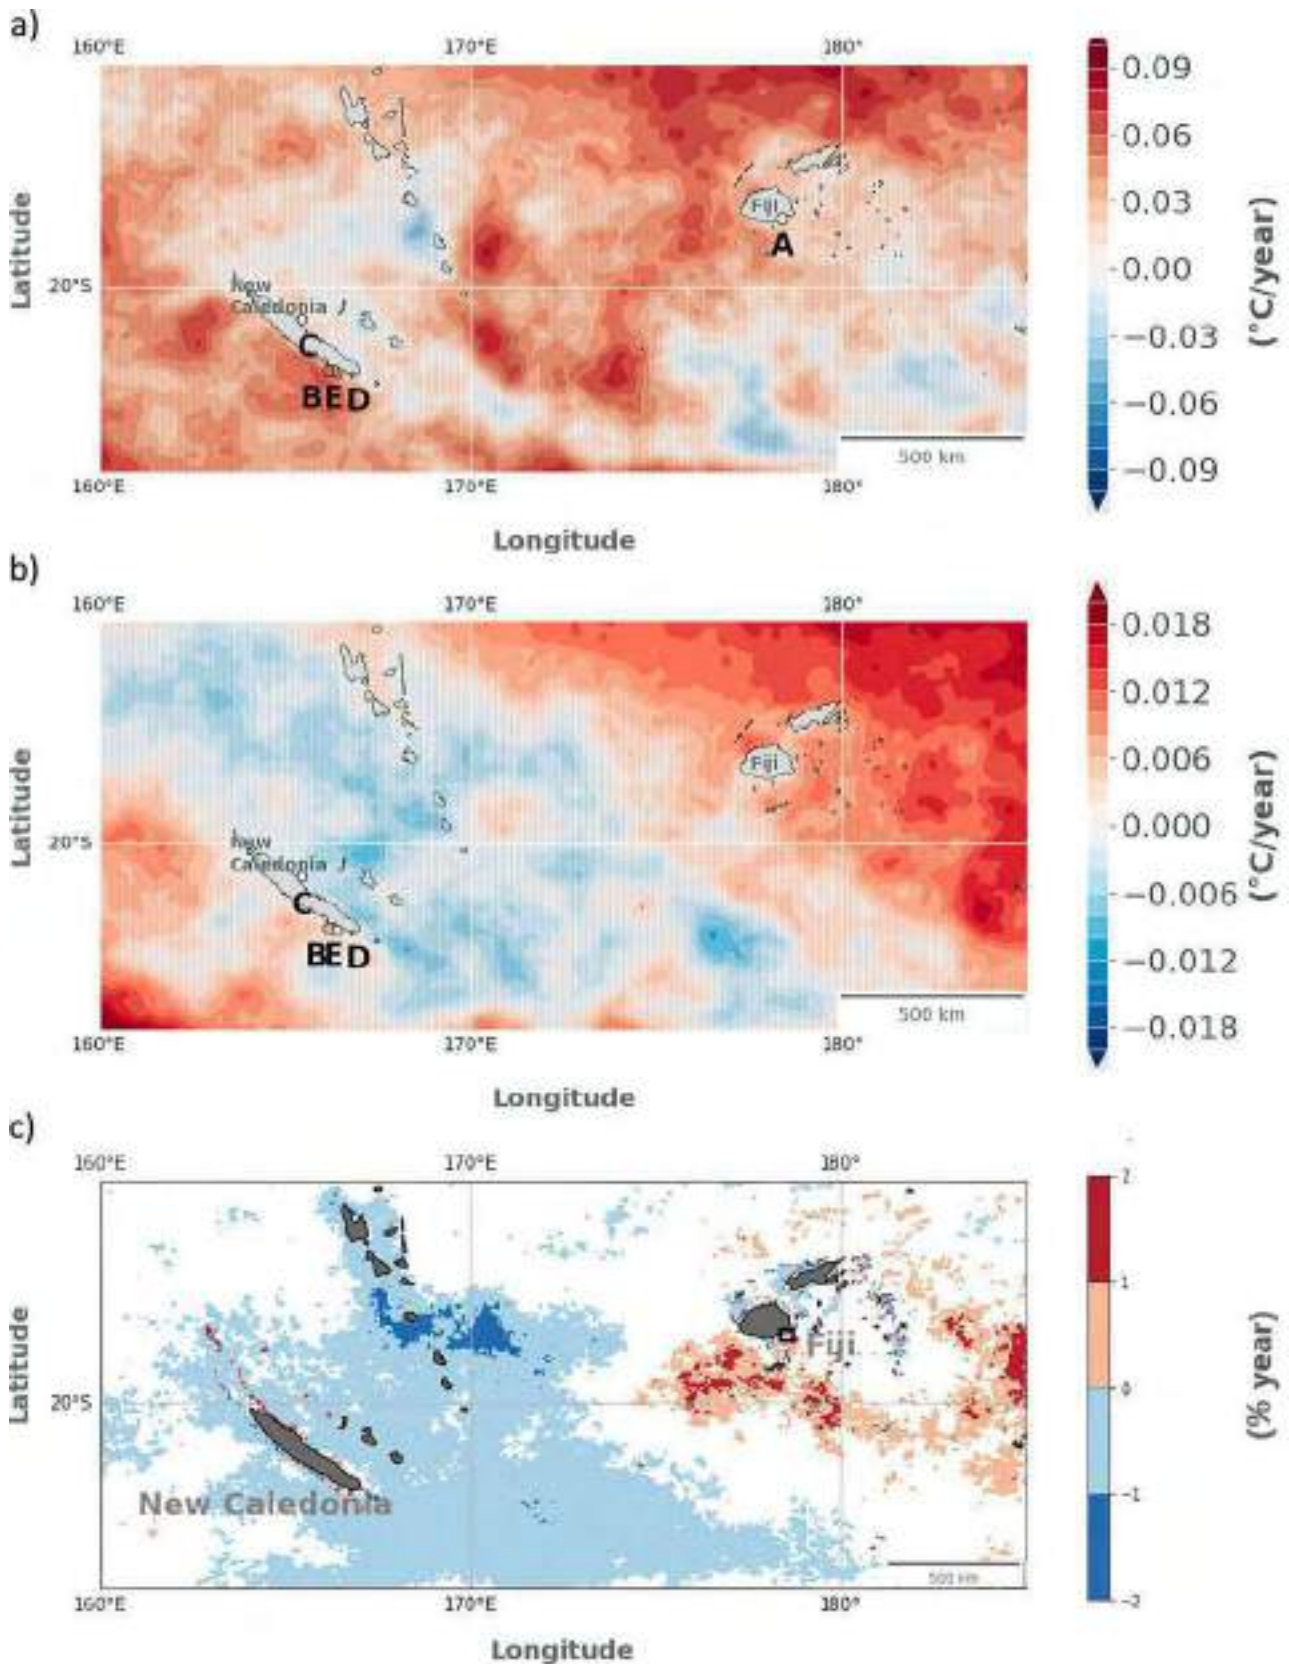 a)
160°E 170°E 180°
Latitude
20°S
Fiji
A
New
Caledonia
C
BED
500 km
160°E 170°E 180°
Longitude
0.09
0.06
0.03
0.00
−0.03
−0.06
−0.09
(°C/year)
b)
160°E 170°E 180°
Latitude
20°S
Fiji
New
Caledonia
C
BED
500 km
160°E 170°E 180°
Longitude
0.018
0.012
0.006
0.000
−0.006
−0.012
−0.018
(°C/year)
c)
160°E 170°E 180°
Latitude
20°S
Fiji
New Caledonia
500 km
160°E 170°E 180°
Longitude
2
1
0
−1
−2
(% year)